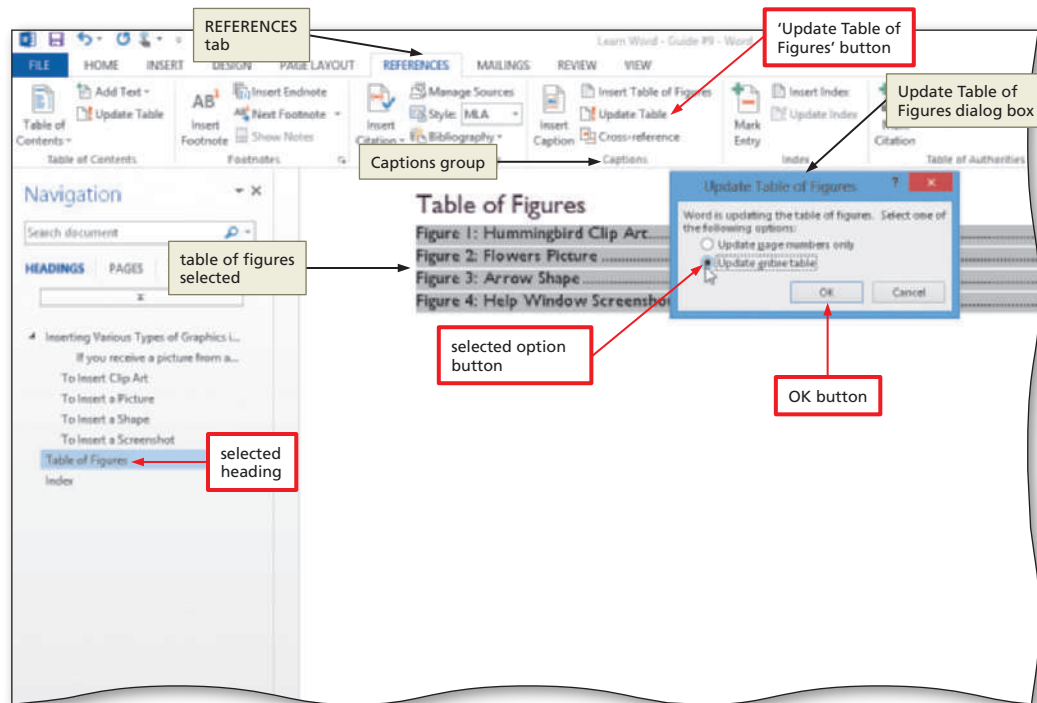 REFERENCES
tab
'Update Table of
Figures' button
Learn Word - Guide #9 - Word
FILE HOME INSERT DESIGN PAGE LAYOUT REFERENCES MAILINGS REVIEW VIEW
Update Table of
Figures dialog box
Table of
Contents
Add Text
Update Table
Table of Contents
AB¹
Insert
Footnote
Insert Endnote
Next Footnote
Show Notes
Footnotes
Insert
Citation
Manage Sources
Style: MLA
Bibliography
Captions group
Insert
Caption
Insert Table of Figures
Update Table
Cross-reference
Captions
Mark
Entry
Insert Index
Update Index
Index
Citation
Table of Authorities
Navigation
Search document
HEADINGS PAGES
table of figures
selected
Inserting Various Types of Graphics i...
If you receive a picture from a...
To Insert Clip Art
To Insert a Picture
To Insert a Shape
To Insert a Screenshot
Table of Figures
Index
selected
heading
Table of Figures
Figure 1: Hummingbird Clip Art
Figure 2: Flowers Picture
Figure 3: Arrow Shape
Figure 4: Help Window Screenshot
Update Table of Figures ?
Word is updating the table of figures. Select one of
the following options:
Update page numbers only
Update entire table
OK Cancel
selected option
button
OK button